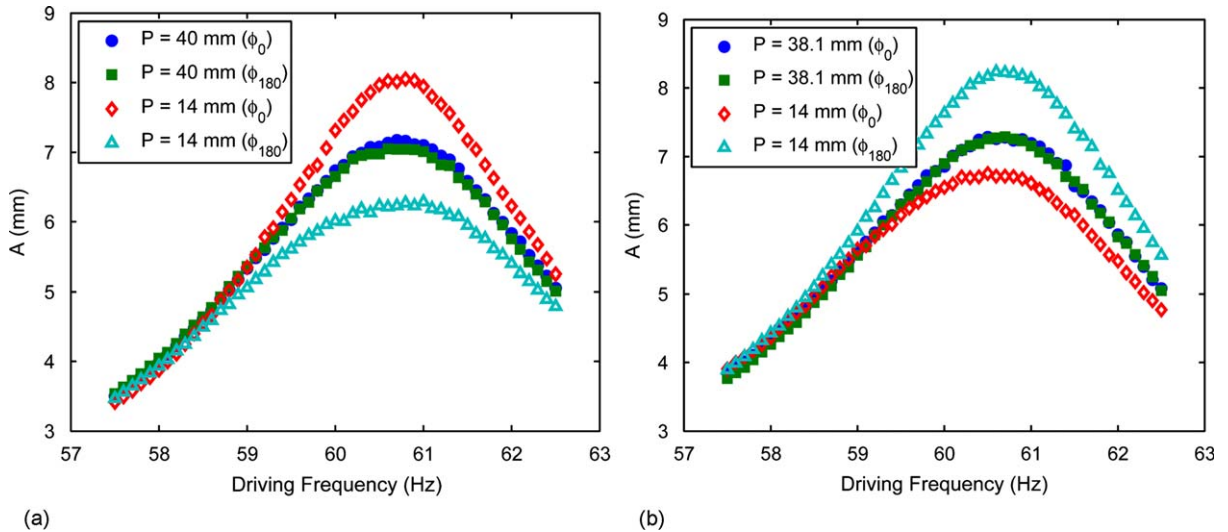 9
8
7
6
5
4
3
A (mm)
P = 40 mm (ϕ₀)
P = 40 mm (ϕ₁₈₀)
P = 14 mm (ϕ₀)
P = 14 mm (ϕ₁₈₀)
57 58 59 60 61 62 63
Driving Frequency (Hz)
(a)
9
8
7
6
5
4
3
A (mm)
P = 38.1 mm (ϕ₀)
P = 38.1 mm (ϕ₁₈₀)
P = 14 mm (ϕ₀)
P = 14 mm (ϕ₁₈₀)
57 58 59 60 61 62 63
Driving Frequency (Hz)
(b)